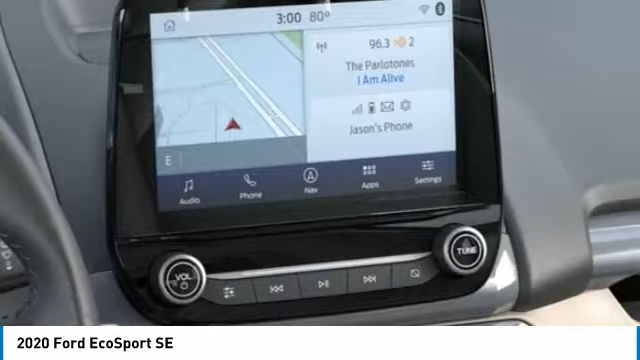 3:00 80°
96.3 2
The Parlotones
I Am Alive
Jason's Phone
E
Audio Phone Nav Apps Settings
VOL
TUNE
2020 Ford EcoSport SE